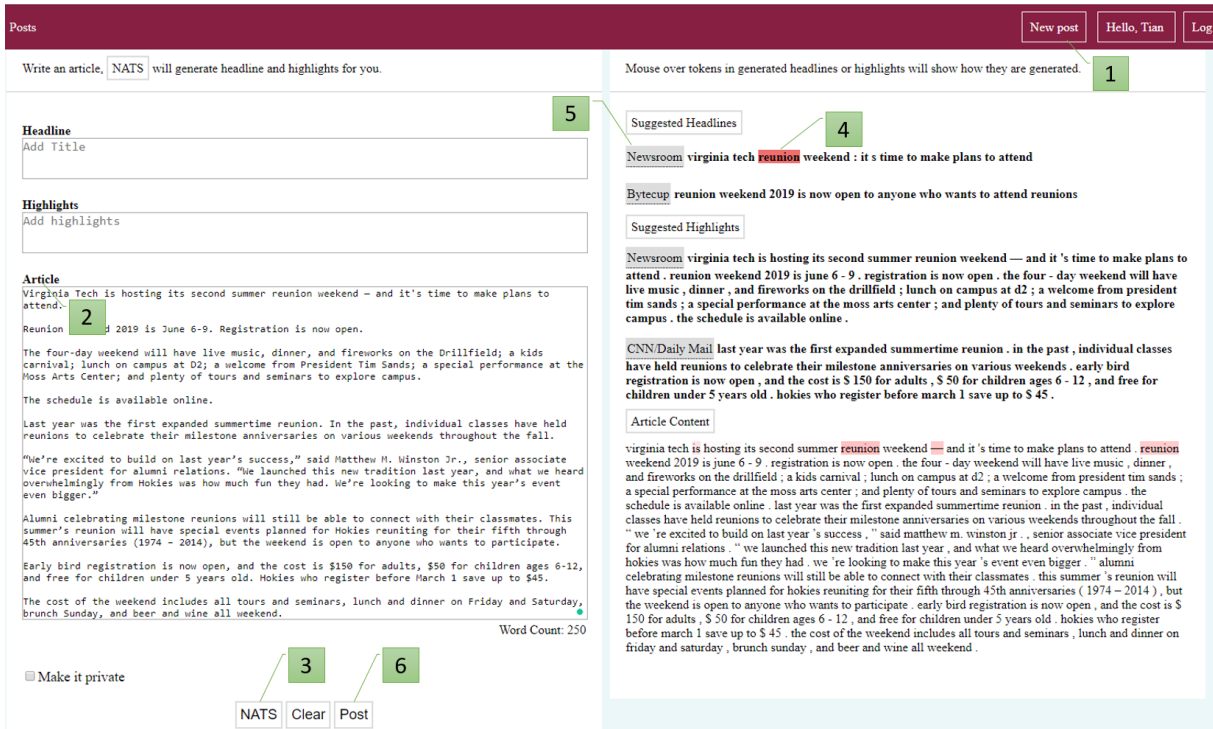 Posts
New post
Hello, Tian
Log
Write an article, NATS will generate headline and highlights for you.
Mouse over tokens in generated headlines or highlights will show how they are generated.
1
Headline
Add Title
Highlights
Add highlights
Article
Virginia Tech is hosting its second summer reunion weekend — and it's time to make plans to
attend.
2
Reunion d 2019 is June 6-9. Registration is now open.
The four-day weekend will have live music, dinner, and fireworks on the Drillfield; a kids
carnival; lunch on campus at D2; a welcome from President Tim Sands; a special performance at the
Moss Arts Center; and plenty of tours and seminars to explore campus.
The schedule is available online.
Last year was the first expanded summertime reunion. In the past, individual classes have held
reunions to celebrate their milestone anniversaries on various weekends throughout the fall.
“We’re excited to build on last year’s success,” said Matthew M. Winston Jr., senior associate
vice president for alumni relations. “We launched this new tradition last year, and what we heard
overwhelmingly from Hokies was how much fun they had. We’re looking to make this year’s event
even bigger.”
Alumni celebrating milestone reunions will still be able to connect with their classmates. This
summer’s reunion will have special events planned for Hokies reuniting for their fifth through
45th anniversaries (1974 – 2014), but the weekend is open to anyone who wants to participate.
Early bird registration is now open, and the cost is $150 for adults, $50 for children ages 6-12,
and free for children under 5 years old. Hokies who register before March 1 save up to $45.
The cost of the weekend includes all tours and seminars, lunch and dinner on Friday and Saturday,
brunch Sunday, and beer and wine all weekend.
Word Count: 250
Make it private
3
6
NATS
Clear
Post
5
Suggested Headlines
4
Newsroom virginia tech reunion weekend : it s time to make plans to attend
Bytecup reunion weekend 2019 is now open to anyone who wants to attend reunions
Suggested Highlights
Newsroom virginia tech is hosting its second summer reunion weekend — and it 's time to make plans to
attend . reunion weekend 2019 is june 6 - 9 . registration is now open . the four - day weekend will have
live music , dinner , and fireworks on the drillfield ; lunch on campus at d2 ; a welcome from president
tim sands ; a special performance at the moss arts center ; and plenty of tours and seminars to explore
campus . the schedule is available online .
CNN/Daily Mail last year was the first expanded summertime reunion . in the past , individual classes
have held reunions to celebrate their milestone anniversaries on various weekends . early bird
registration is now open , and the cost is $ 150 for adults , $ 50 for children ages 6 - 12 , and free for
children under 5 years old . hokies who register before march 1 save up to $ 45 .
Article Content
virginia tech is hosting its second summer reunion weekend — and it 's time to make plans to attend . reunion
weekend 2019 is june 6 - 9 . registration is now open . the four - day weekend will have live music , dinner ,
and fireworks on the drillfield ; a kids carnival ; lunch on campus at d2 ; a welcome from president tim sands ;
a special performance at the moss arts center ; and plenty of tours and seminars to explore campus . the
schedule is available online . last year was the first expanded summertime reunion . in the past , individual
classes have held reunions to celebrate their milestone anniversaries on various weekends throughout the fall .
“ we ’re excited to build on last year ’s success , ” said matthew m. winston jr . , senior associate vice president
for alumni relations . “ we launched this new tradition last year , and what we heard overwhelmingly from
hokies was how much fun they had . we ’re looking to make this year ’s event even bigger . ” alumni
celebrating milestone reunions will still be able to connect with their classmates . this summer ’s reunion will
have special events planned for hokies reuniting for their fifth through 45th anniversaries ( 1974 – 2014 ) , but
the weekend is open to anyone who wants to participate . early bird registration is now open , and the cost is $
150 for adults , $ 50 for children ages 6 - 12 , and free for children under 5 years old . hokies who register
before march 1 save up to $ 45 . the cost of the weekend includes all tours and seminars , lunch and dinner on
friday and saturday , brunch sunday , and beer and wine all weekend .